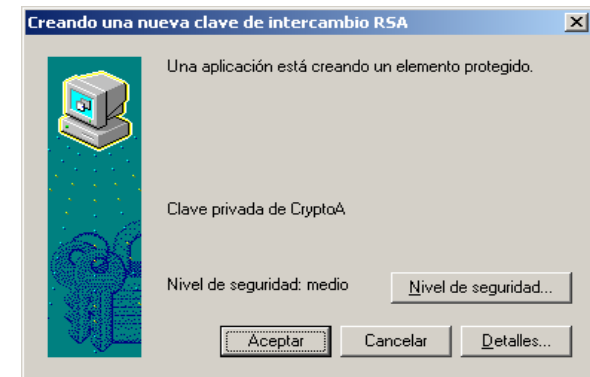 Creando una nueva clave de intercambio RSA
Una aplicación está creando un elemento protegido.
Clave privada de CryptoA
Nivel de seguridad: medio
Nivel de seguridad...
Aceptar
Cancelar
Detalles...